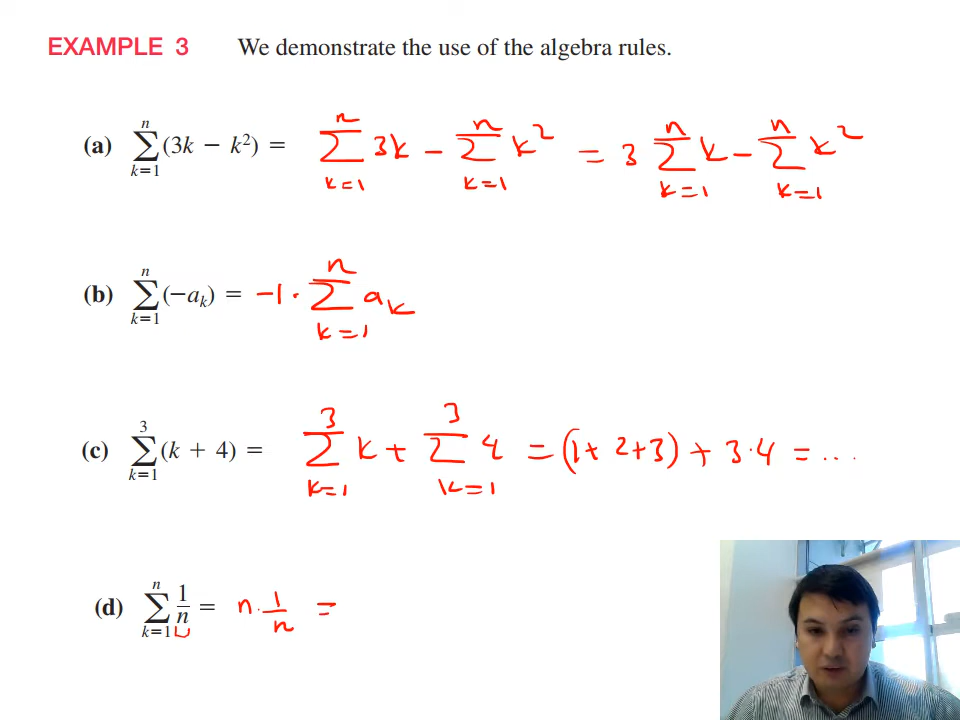 EXAMPLE 3 We demonstrate the use of the algebra rules.
(a) ∑_{k=1}^{n} (3k − k²) = ∑_{k=1}^{n} 3k − ∑_{k=1}^{n} k² = 3 ∑_{k=1}^{n} k − ∑_{k=1}^{n} k²
(b) ∑_{k=1}^{n} (−a_k) = −1 · ∑_{k=1}^{n} a_k
(c) ∑_{k=1}^{3} (k + 4) = ∑_{k=1}^{3} k + ∑_{k=1}^{3} 4 = (1 + 2 + 3) + 3 · 4 = ...
(d) ∑_{k=1}^{n} 1/n = n · 1/n =